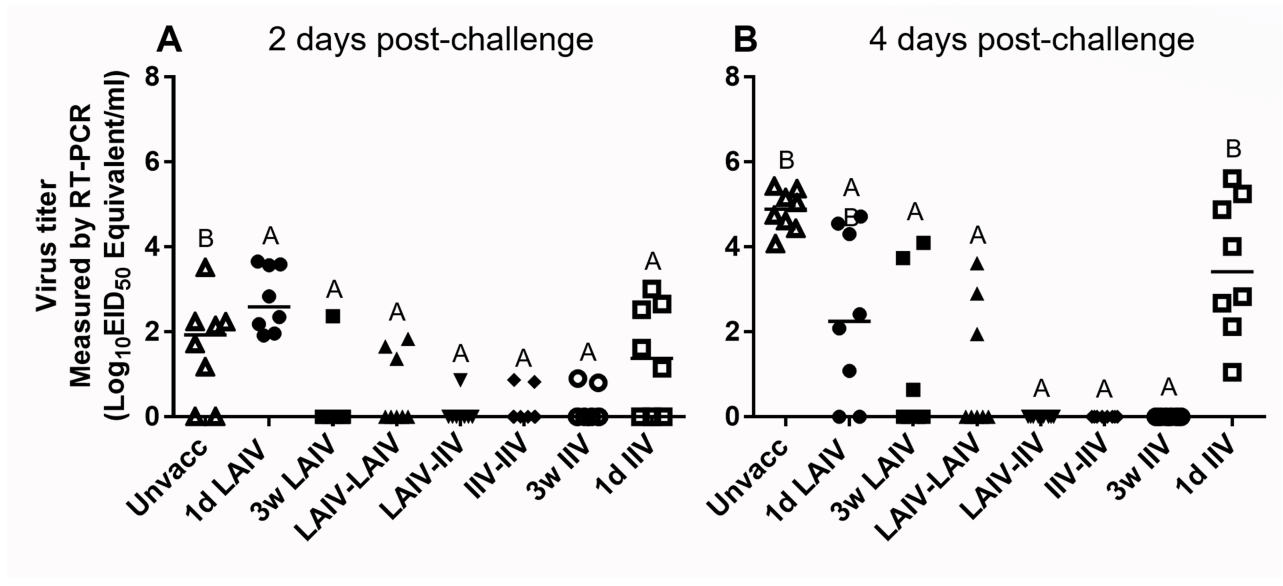 A 2 days post-challenge
Virus titer
Measured by RT-PCR
(Log10EID50 Equivalent/ml)
8
6
4
2
0
B
A
A
A
A
A
A
A
Unvacc
1d LAIV
3w LAIV
LAIV-LAIV
LAIV-IIV
IIV-IIV
3w IIV
1d IIV
B 4 days post-challenge
8
6
4
2
0
B
A
B
A
A
A
A
A
B
Unvacc
1d LAIV
3w LAIV
LAIV-LAIV
LAIV-IIV
IIV-IIV
3w IIV
1d IIV